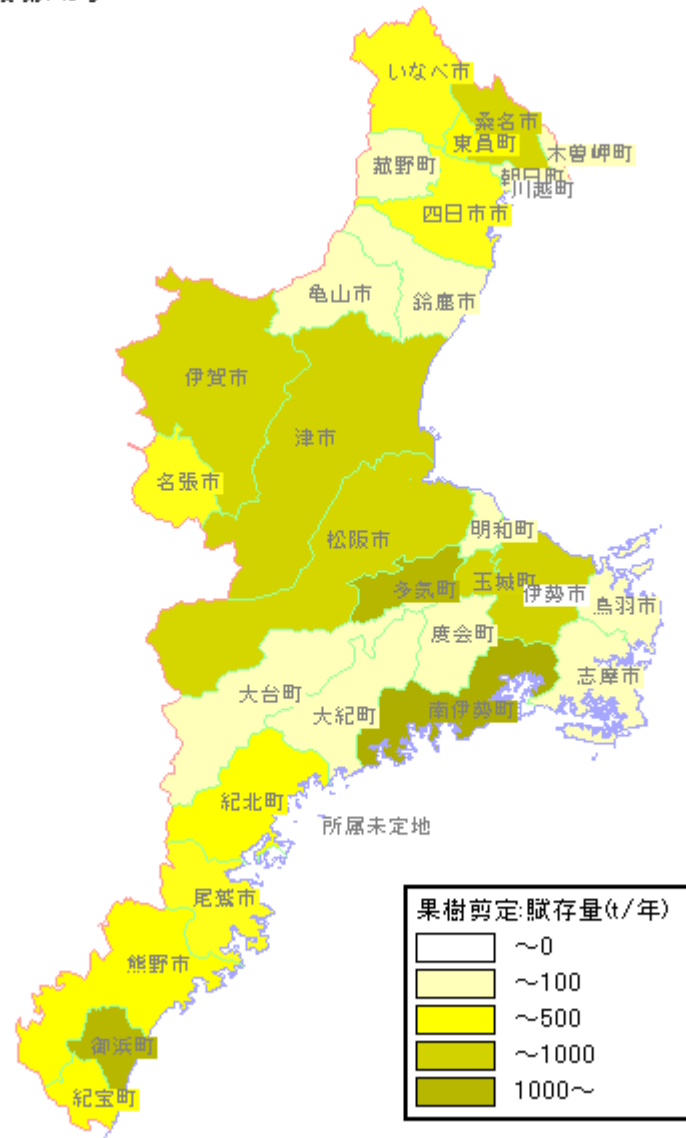 いなべ市
桑名市
東員町
木曽岬町
菰野町
朝日町
川越町
四日市市
亀山市
鈴鹿市
伊賀市
津市
名張市
明和町
松阪市
多気町
玉城町
伊勢市
鳥羽市
度会町
志摩市
大台町
大紀町
南伊勢町
紀北町
所属未定地
尾鷲市
熊野市
御浜町
紀宝町
果樹剪定:賦存量(t/年)
～0
～100
～500
～1000
1000～